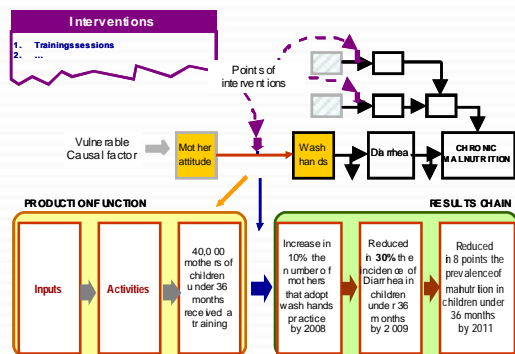 Interventions
1. Trainingssessions
2. ...
Points of
interventions
Vulnerable
Causal factor
Mother
attitude
Wash
hands
Diarrhea
CHRONIC
MALNUTRITION
PRODUCTIONFUNCTION
RESULTS CHAIN
Inputs
Activities
40,000
mothers of
children
under 36
months
received a
training
Increase in
10% the
number of
mothers
that adopt
wash hands
practice
by 2008
Reduced
in 30% the
incidence of
Diarrhea in
children
under 36
months
by 2009
Reduced
in 8 points the
prevalence of
malnutrition in
children under
36 months
by 2011